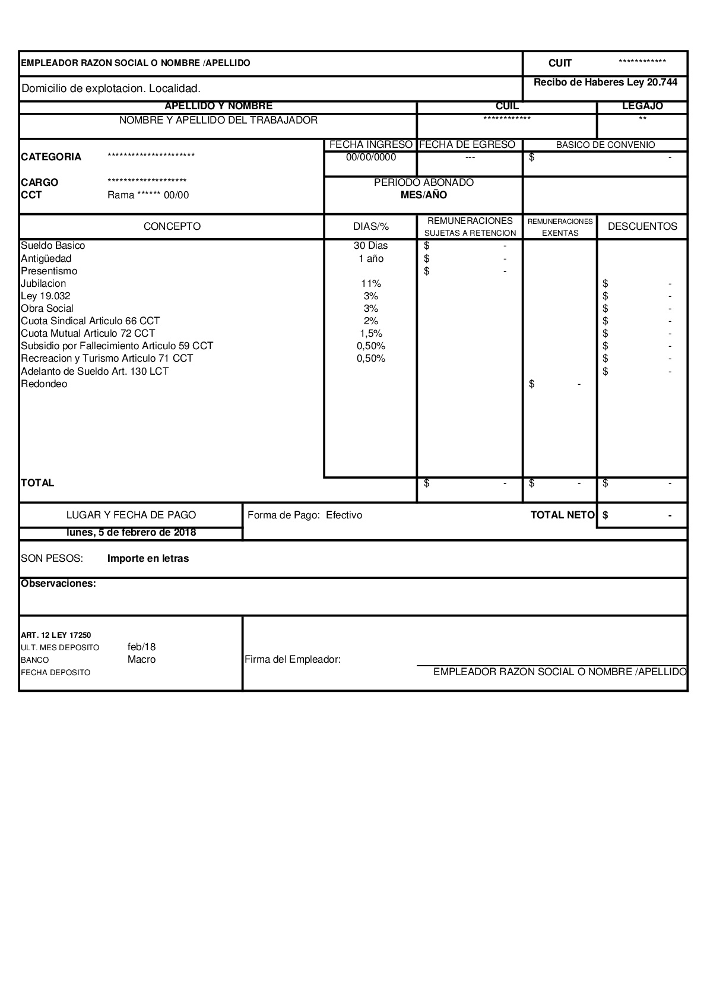 EMPLEADOR RAZON SOCIAL O NOMBRE /APELLIDO CUIT ************
Domicilio de explotacion. Localidad. Recibo de Haberes Ley 20.744
APELLIDO Y NOMBRE CUIL LEGAJO
NOMBRE Y APELLIDO DEL TRABAJADOR ************ **
FECHA INGRESO FECHA DE EGRESO BASICO DE CONVENIO
CATEGORIA ********************** 00/00/0000 --- $ -
CARGO ******************** PERIODO ABONADO
CCT Rama ****** 00/00 MES/AÑO
CONCEPTO DIAS/% REMUNERACIONES SUJETAS A RETENCION REMUNERACIONES EXENTAS DESCUENTOS
Sueldo Basico 30 Dias $ -
Antigüedad 1 año $ -
Presentismo $ -
Jubilacion 11% $ -
Ley 19.032 3% $ -
Obra Social 3% $ -
Cuota Sindical Articulo 66 CCT 2% $ -
Cuota Mutual Articulo 72 CCT 1,5% $ -
Subsidio por Fallecimiento Articulo 59 CCT 0,50% $ -
Recreacion y Turismo Articulo 71 CCT 0,50% $ -
Adelanto de Sueldo Art. 130 LCT $ -
Redondeo $ -
TOTAL $ - $ - $ -
LUGAR Y FECHA DE PAGO Forma de Pago: Efectivo TOTAL NETO $ -
lunes, 5 de febrero de 2018
SON PESOS: Importe en letras
Observaciones:
ART. 12 LEY 17250
ULT. MES DEPOSITO feb/18
BANCO Macro Firma del Empleador:
FECHA DEPOSITO EMPLEADOR RAZON SOCIAL O NOMBRE /APELLIDO